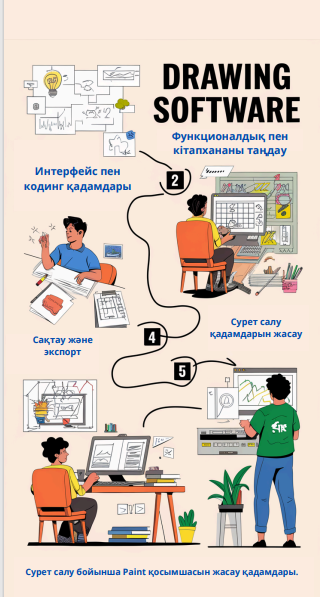 DRAWING
SOFTWARE
Функционалдық пен
кітапхананы таңдау
Интерфейс пен
кодинг қадамдары
2
Сурет салу
қадамдарын жасау
4
Сақтау және
экспорт
5
Сурет салу бойынша Paint қосымшасын жасау қадамдары.